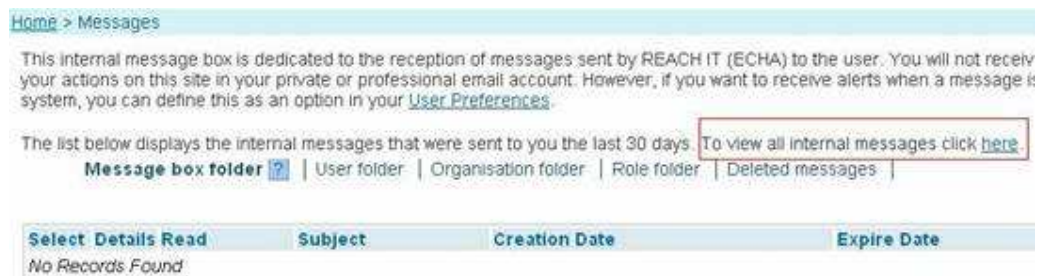 Home > Messages
This internal message box is dedicated to the reception of messages sent by REACH IT (ECHA) to the user. You will not receiv
your actions on this site in your private or professional email account. However, if you want to receive alerts when a message is
system, you can define this as an option in your User Preferences.
The list below displays the internal messages that were sent to you the last 30 days. To view all internal messages click here.
Message box folder ? | User folder | Organisation folder | Role folder | Deleted messages |
Select Details Read Subject Creation Date Expire Date
No Records Found